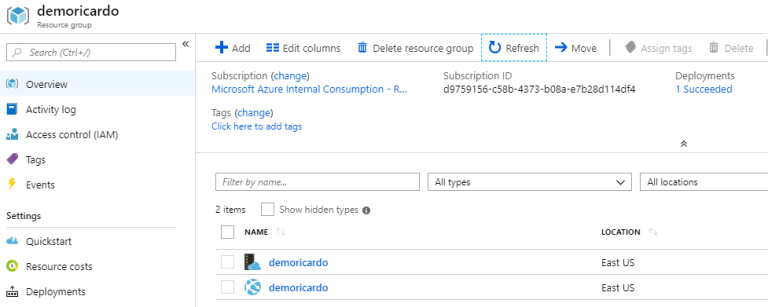 demoricardo
Resource group
Search (Ctrl+/)
Overview
Activity log
Access control (IAM)
Tags
Events
Settings
Quickstart
Resource costs
Deployments
Add Edit columns Delete resource group Refresh Move Assign tags Delete
Subscription (change) Subscription ID Deployments
Microsoft Azure Internal Consumption - R... d9759156-c58b-4373-b08a-e7b28d114df4 1 Succeeded
Tags (change)
Click here to add tags
Filter by name... All types All locations
2 items Show hidden types
NAME LOCATION
demoricardo East US
demoricardo East US